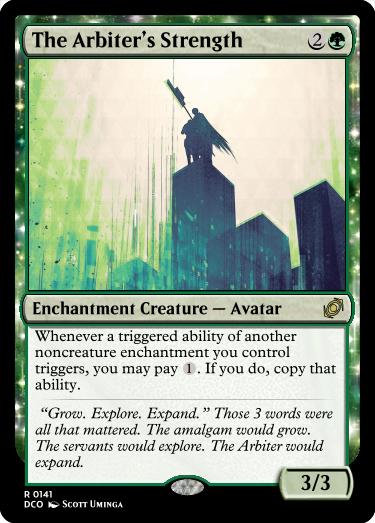 The Arbiter's Strength 2
Enchantment Creature — Avatar
Whenever a triggered ability of another
noncreature enchantment you control
triggers, you may pay 1. If you do, copy that
ability.
“Grow. Explore. Expand.” Those 3 words were
all that mattered. The amalgam would grow.
The servants would explore. The Arbiter would
expand.
3/3
R 0141
DCO Scott Uminga